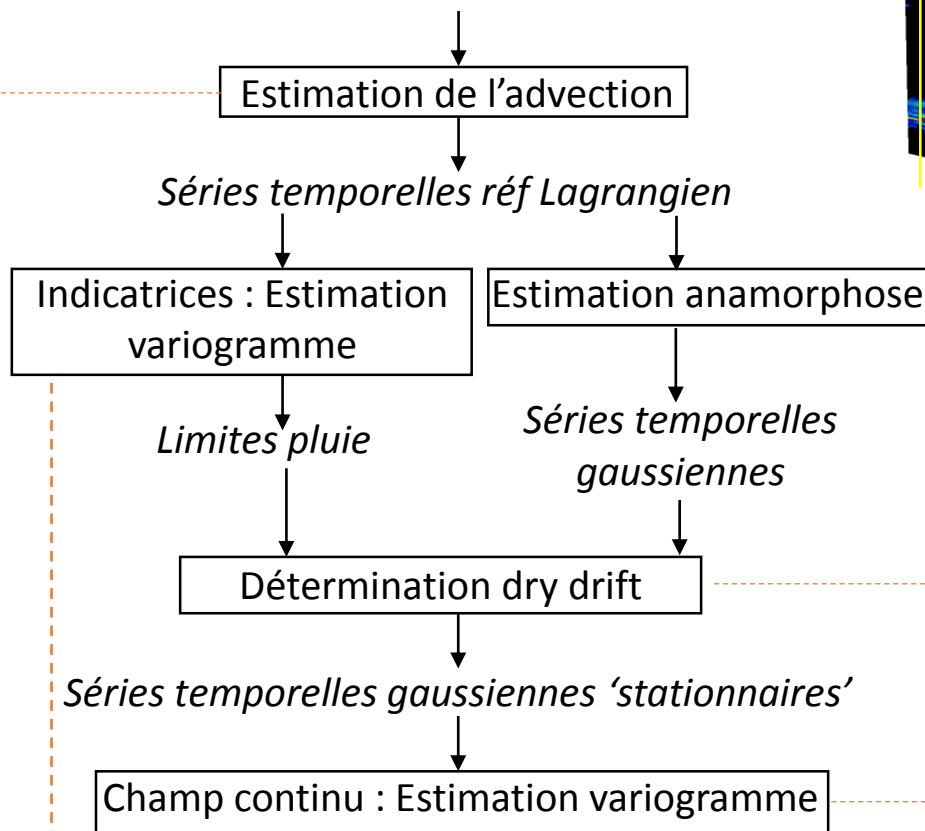 Estimation de l’advection
Séries temporelles réf Lagrangien
Indicatrices : Estimation
variogramme
Estimation anamorphose
Limites pluie
Séries temporelles
gaussiennes
Détermination dry drift
Séries temporelles gaussiennes ‘stationnaires’
Champ continu : Estimation variogramme